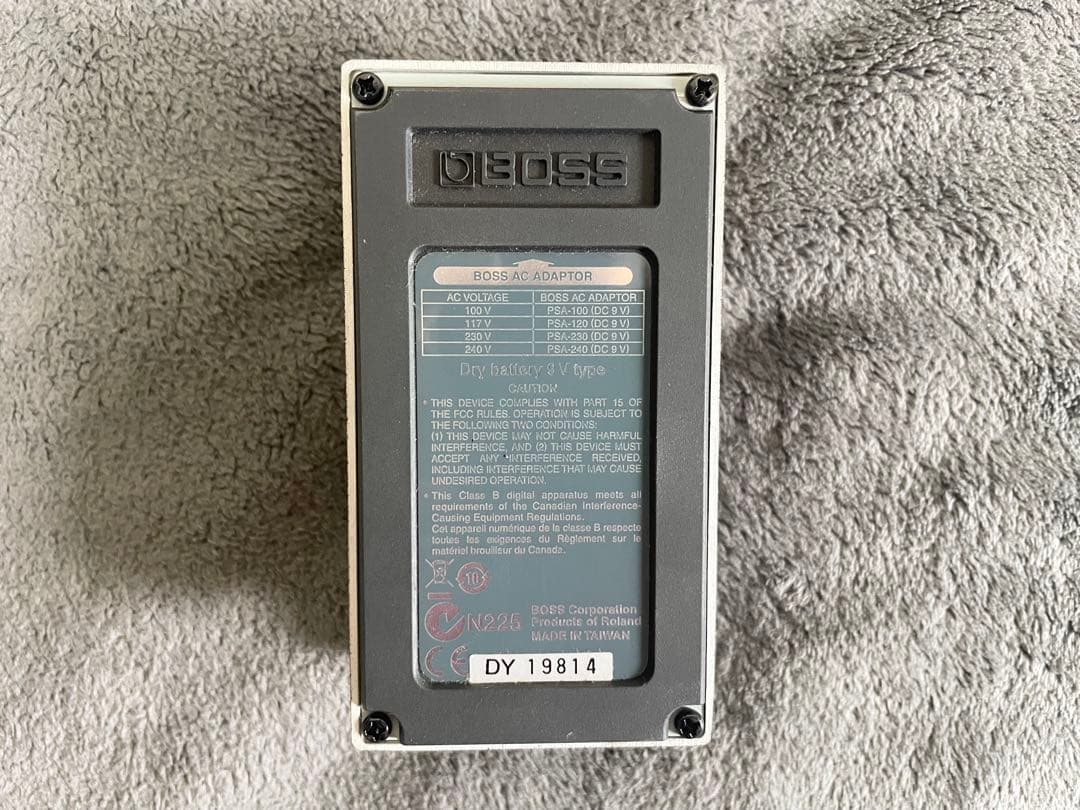 BOSS
BOSS AC ADAPTOR
AC VOLTAGE BOSS AC ADAPTOR
100 V PSA-100 (DC 9 V)
117 V PSA-120 (DC 9 V)
230 V PSA-230 (DC 9 V)
240 V PSA-240 (DC 9 V)
Dry battery 9 V type
CAUTION
* THIS DEVICE COMPLIES WITH PART 15 OF
THE FCC RULES. OPERATION IS SUBJECT TO
THE FOLLOWING TWO CONDITIONS:
(1) THIS DEVICE MAY NOT CAUSE HARMFUL
INTERFERENCE, AND (2) THIS DEVICE MUST
ACCEPT ANY INTERFERENCE RECEIVED,
INCLUDING INTERFERENCE THAT MAY CAUSE
UNDESIRED OPERATION.
* This Class B digital apparatus meets all
requirements of the Canadian Interference-
Causing Equipment Regulations.
Cet appareil numérique de la classe B respecte
toutes les exigences du Règlement sur le
matériel brouilleur du Canada.
10
N225
BOSS Corporation
Products of Roland
MADE IN TAIWAN
CE
DY 19814